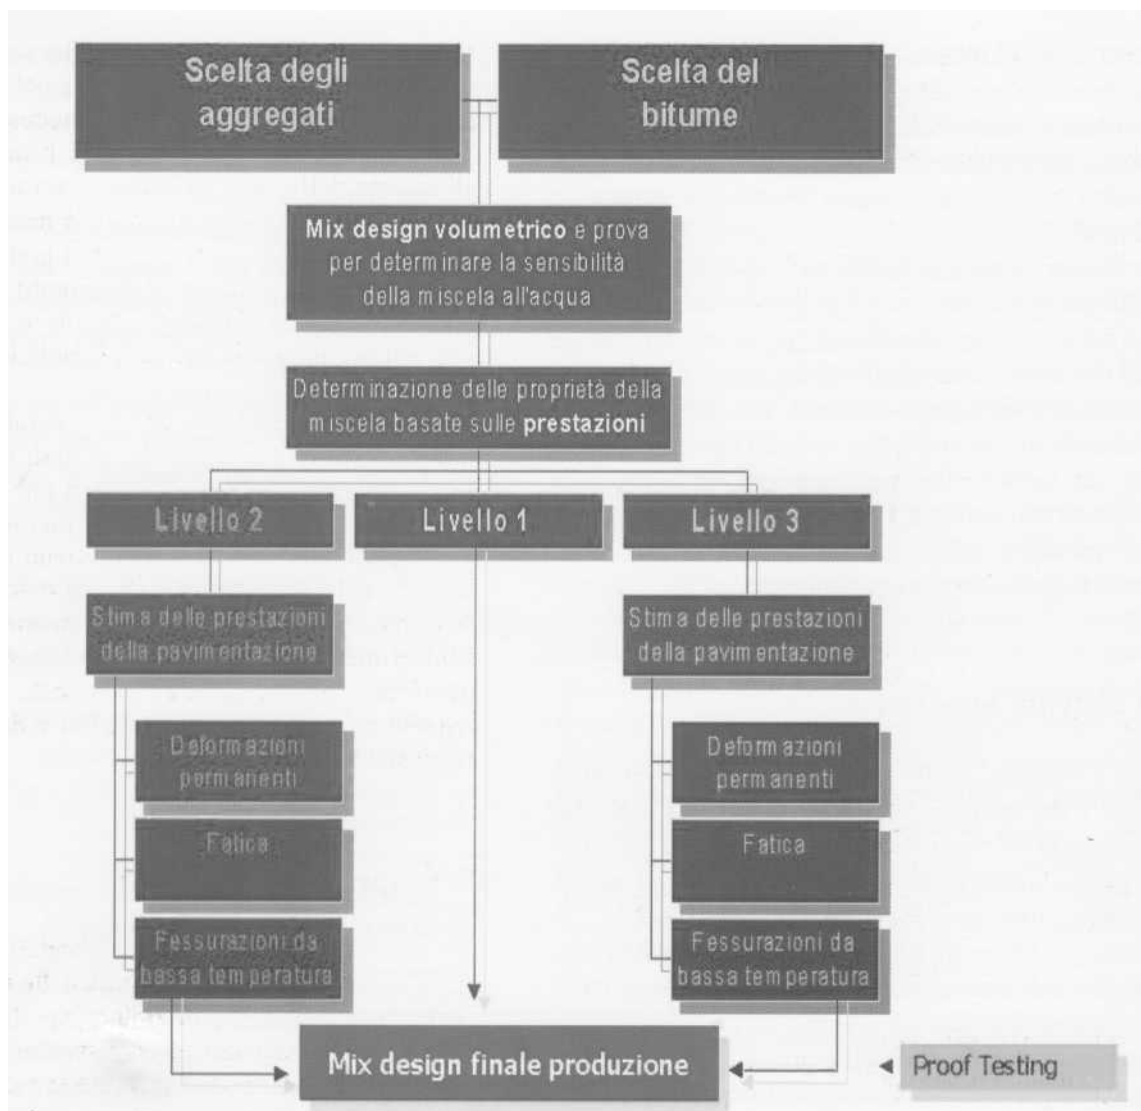 Scelta degli
aggregati
Scelta del
bitume
Mix design volumetrico e prova
per determinare la sensibilità
della miscela all'acqua
Determinazione delle proprietà della
miscela basate sulle prestazioni
Livello 2
Livello 1
Livello 3
Stima delle prestazioni
della pavimentazione
Stima delle prestazioni
della pavimentazione
Deformazioni
permanenti
Deformazioni
permanenti
Fatica
Fatica
Fessurazioni da
bassa temperatura
Fessurazioni da
bassa temperatura
Mix design finale produzione
Proof Testing